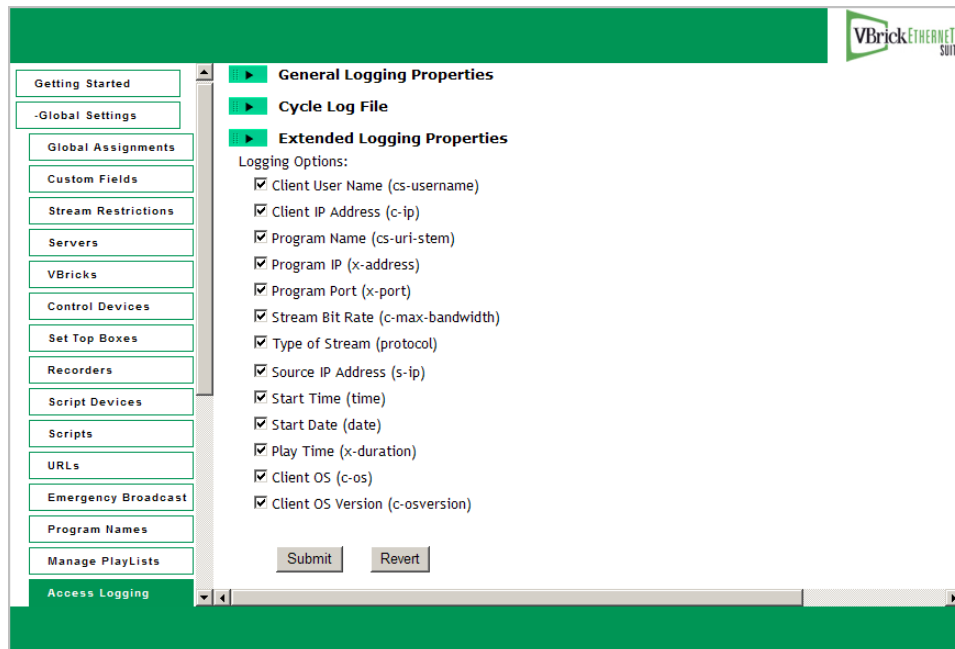 VBrick ETHERNET
SUIT
Getting Started
-Global Settings
Global Assignments
Custom Fields
Stream Restrictions
Servers
VBricks
Control Devices
Set Top Boxes
Recorders
Script Devices
Scripts
URLs
Emergency Broadcast
Program Names
Manage PlayLists
Access Logging
General Logging Properties
Cycle Log File
Extended Logging Properties
Logging Options:
Client User Name (cs-username)
Client IP Address (c-ip)
Program Name (cs-uri-stem)
Program IP (x-address)
Program Port (x-port)
Stream Bit Rate (c-max-bandwidth)
Type of Stream (protocol)
Source IP Address (s-ip)
Start Time (time)
Start Date (date)
Play Time (x-duration)
Client OS (c-os)
Client OS Version (c-osversion)
Submit Revert